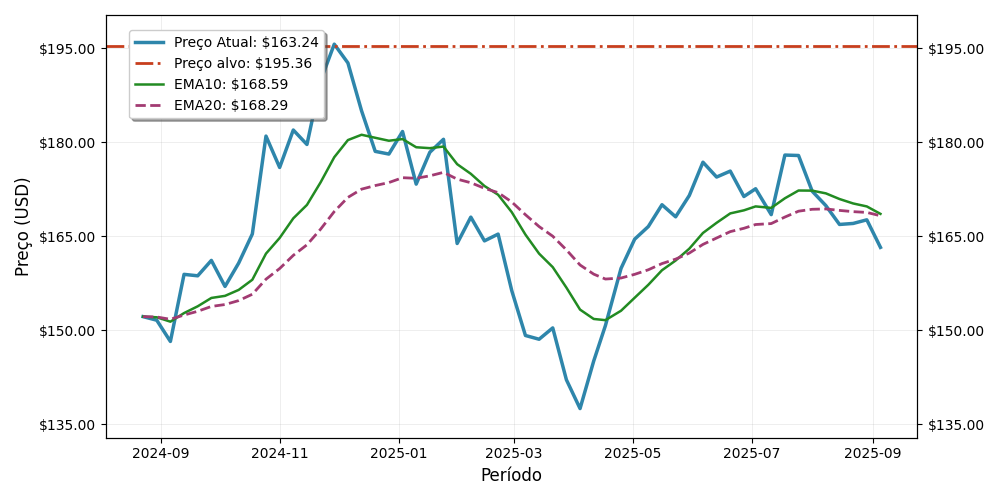 $195.00
$180.00
$165.00
$150.00
$135.00
Preço (USD)
Preço Atual: $163.24
Preço alvo: $195.36
EMA10: $168.59
EMA20: $168.29
$195.00
$180.00
$165.00
$150.00
$135.00
2024-09 2024-11 2025-01 2025-03 2025-05 2025-07 2025-09
Período